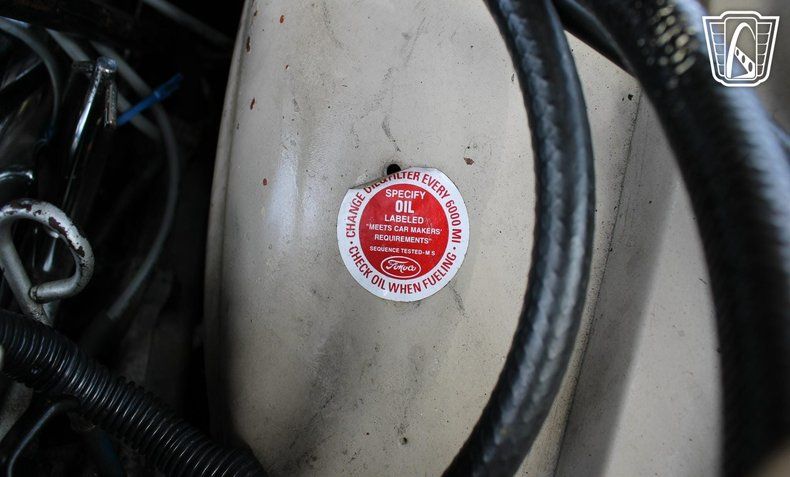 CHANGE OIL & FILTER EVERY 6000 MI
SPECIFY
OIL
LABELED
"MEETS CAR MAKERS'
REQUIREMENTS"
SEQUENCE TESTED-M S
FoMoCo
· CHECK OIL WHEN FUELING ·